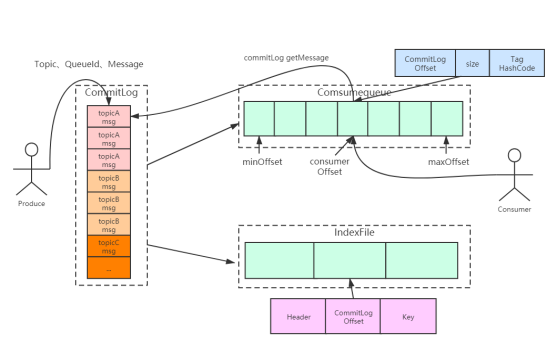 Topic、QueueId、Message
commitLog getMessage
CommitLog
Offset
size
Tag
HashCode
CommitLog
Comsumequeue
topicA
msg
topicA
msg
topicA
msg
topicB
msg
topicB
msg
topicB
msg
topicC
msg
...
minOffset
consumer
Offset
maxOffset
Produce
Consumer
IndexFile
Header
CommitLog
Offset
Key